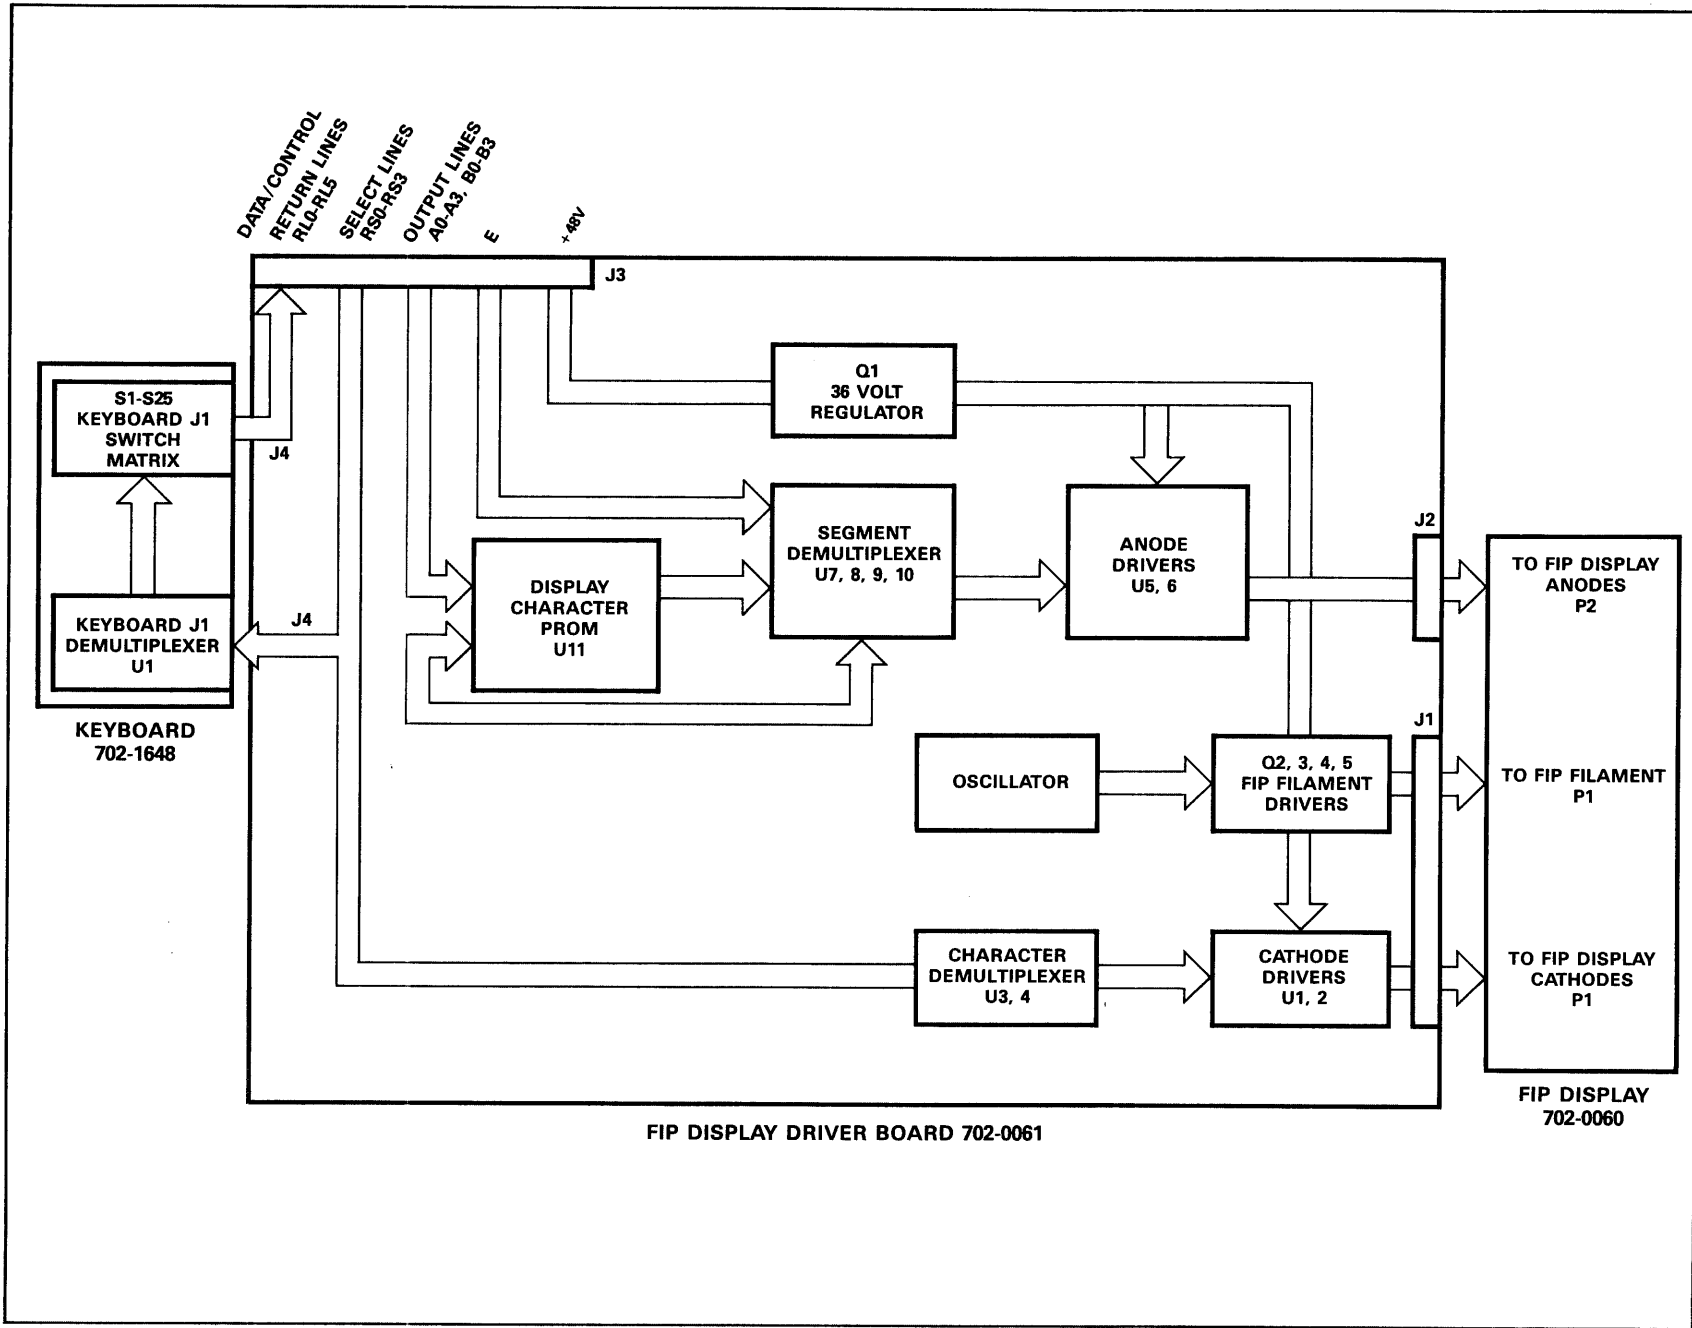 DATA/CONTROL
RETURN LINES
RL0-RL5
SELECT LINES
RS0-RS3
OUTPUT LINES
A0-A3, B0-B3
E
+48V
J3
S1-S25
KEYBOARD J1
SWITCH
MATRIX
J4
KEYBOARD J1
DEMULTIPLEXER
U1
J4
KEYBOARD
702-1648
Q1
36 VOLT
REGULATOR
DISPLAY
CHARACTER
PROM
U11
SEGMENT
DEMULTIPLEXER
U7, 8, 9, 10
ANODE
DRIVERS
U5, 6
J2
TO FIP DISPLAY
ANODES
P2
OSCILLATOR
Q2, 3, 4, 5
FIP FILAMENT
DRIVERS
J1
TO FIP FILAMENT
P1
CHARACTER
DEMULTIPLEXER
U3, 4
CATHODE
DRIVERS
U1, 2
TO FIP DISPLAY
CATHODES
P1
FIP DISPLAY
702-0060
FIP DISPLAY DRIVER BOARD 702-0061